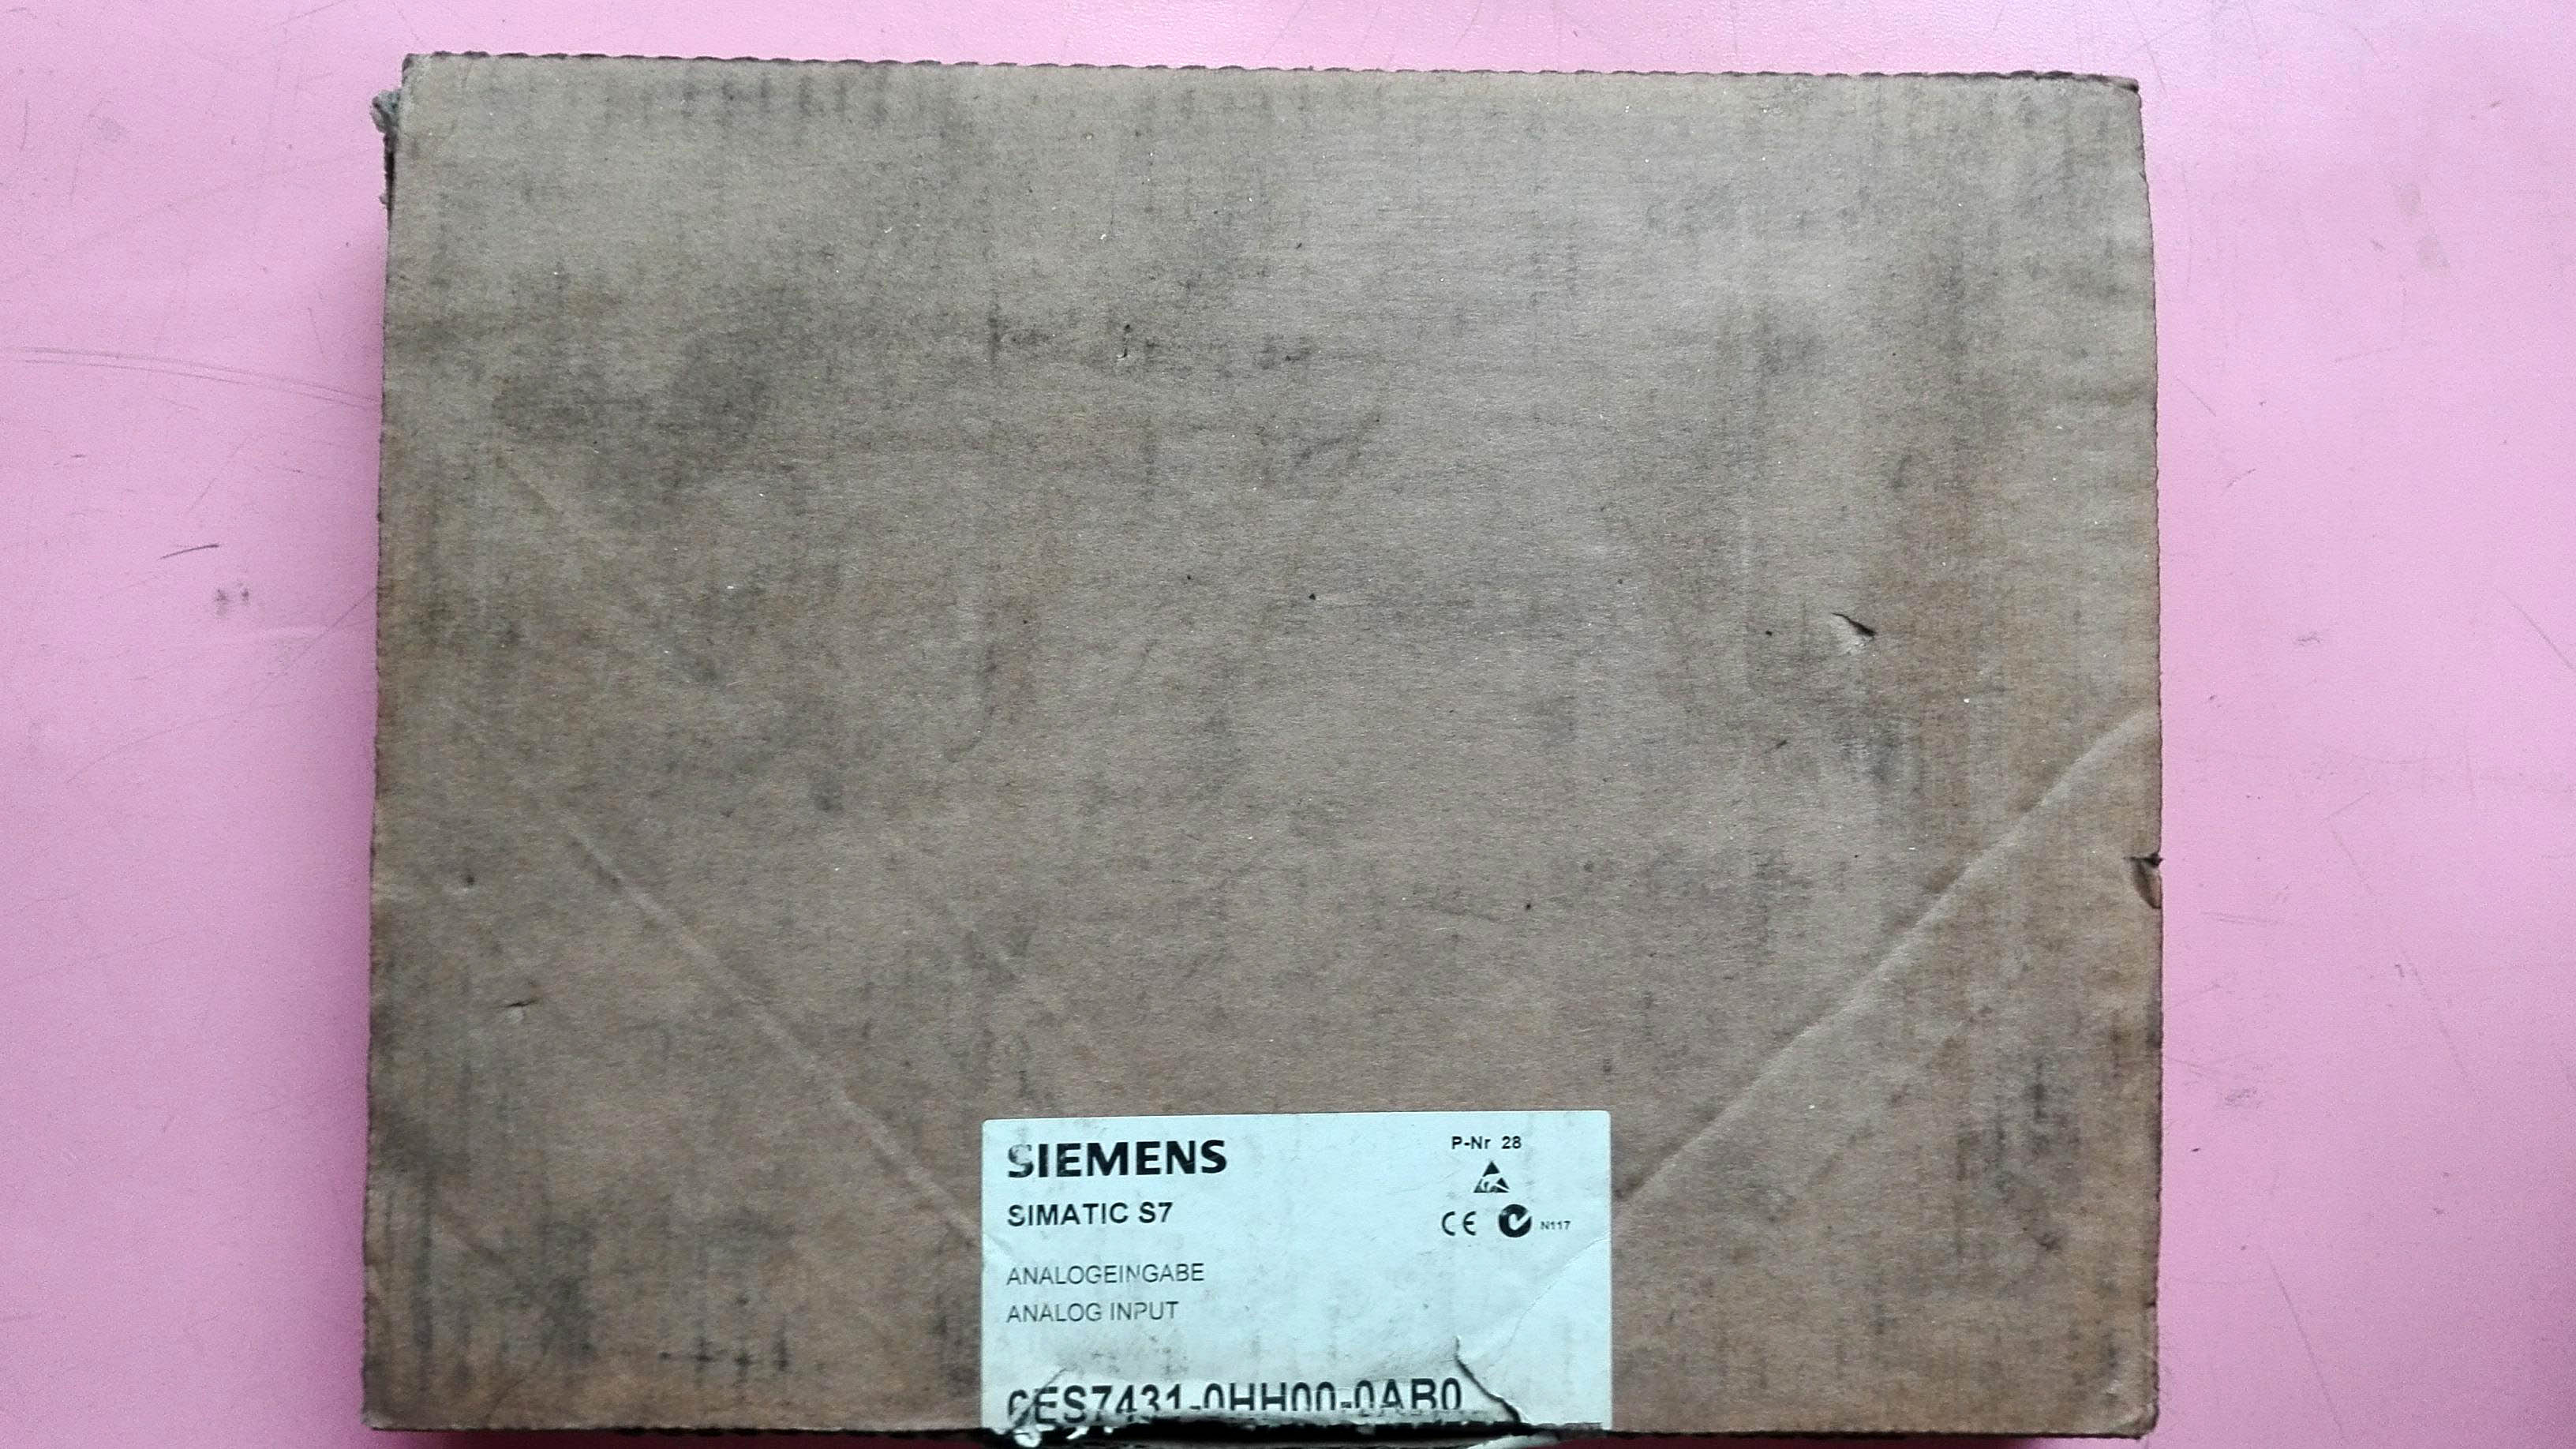 SIEMENS
P-Nr 28
SIMATIC S7
CE N117
ANALOGEINGABE
ANALOG INPUT
6ES7431-0HH00-0AB0